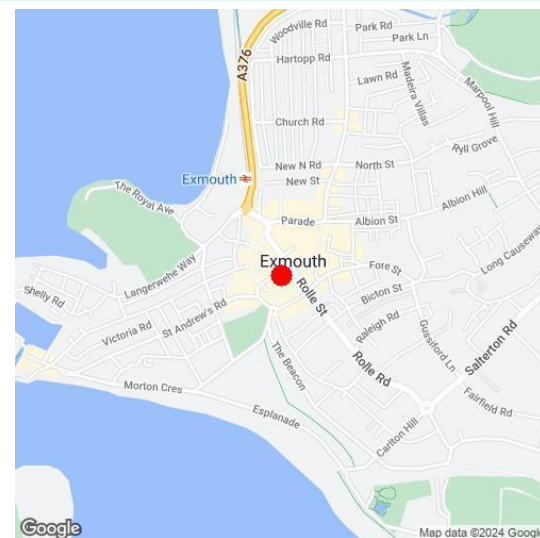 Woodville Rd
Park Rd
Park Ln
A376
Hartopp Rd
Lawn Rd
Madeira Villas
Marpool Hill
Church Rd
Ryll Grove
New N Rd
North St
Exmouth
New St
The Royal Ave
Albion Hill
Parade
Albion St
Long Causeway
Langerwehe Way
Exmouth
Fore St
Shelly Rd
Rolle St
Bicton St
St Andrew's Rd
Victoria Rd
Raleigh Rd
Gussiford Ln
Salterton Rd
The Beacon
Rolle Rd
Morton Cres
Esplanade
Fairfield Rd
Carlton Hill
Google
Map data ©2024 Google